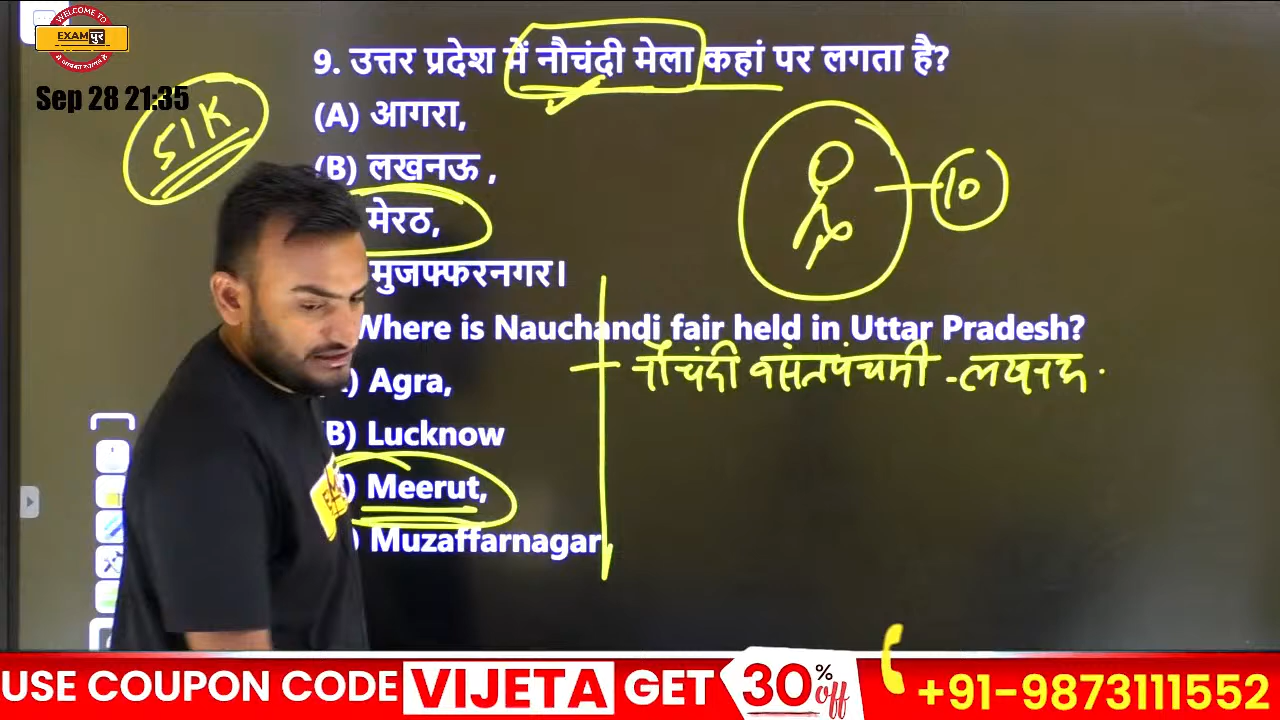 WELCOME TO
EXAMपुर
Sep 28 21:35
51K
9. उत्तर प्रदेश में नौचंदी मेला कहां पर लगता है?
(A) आगरा,
(B) लखनऊ ,
मेरठ,
मुजफ्फरनगर।
10
Where is Nauchandi fair held in Uttar Pradesh?
नौचंदी वसंतपंचमी - लखनऊ
) Agra,
(B) Lucknow
) Meerut,
) Muzaffarnagar
USE COUPON CODE VIJETA GET 30% off +91-9873111552